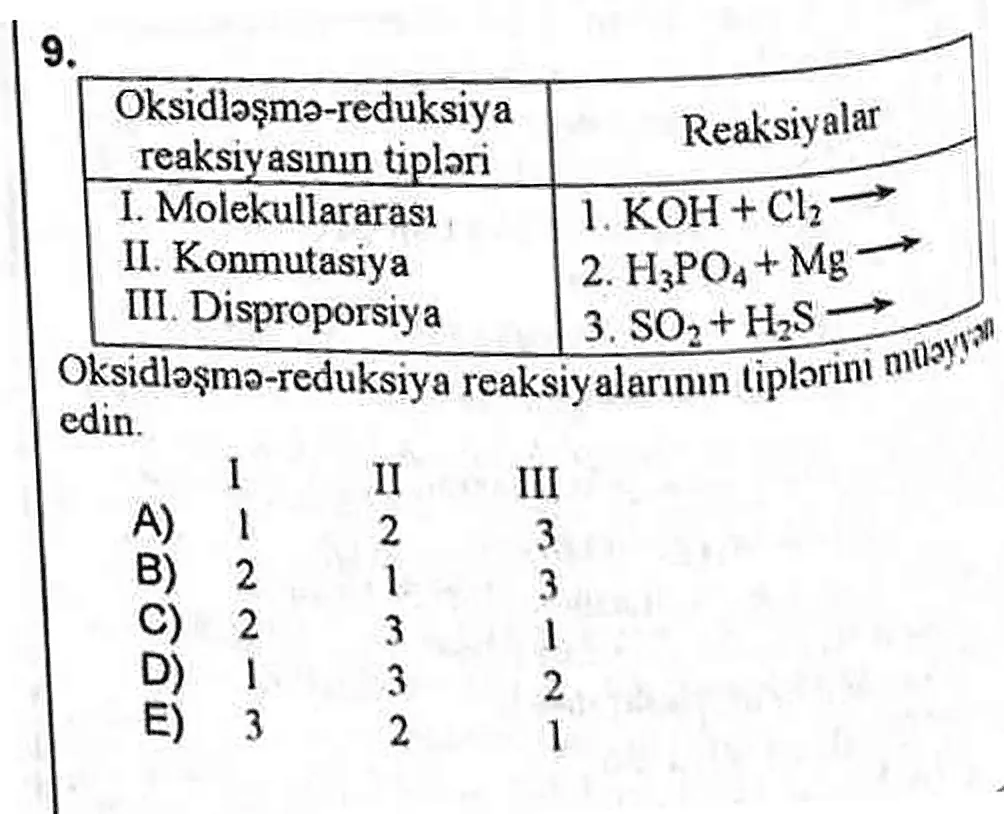 9.
Oksidləşmə-reduksiya reaksiyasının tipləri
Reaksiyalar
I. Molekullararası
II. Konmutasiya
III. Disproporsiya
1. KOH + Cl₂ →
2. H₃PO₄ + Mg →
3. SO₂ + H₂S →
Oksidləşmə-reduksiya reaksiyalarının tiplərini müəyyən
edin.
I II III
A) 1 2 3
B) 2 1 3
C) 2 3 1
D) 1 3 2
E) 3 2 1